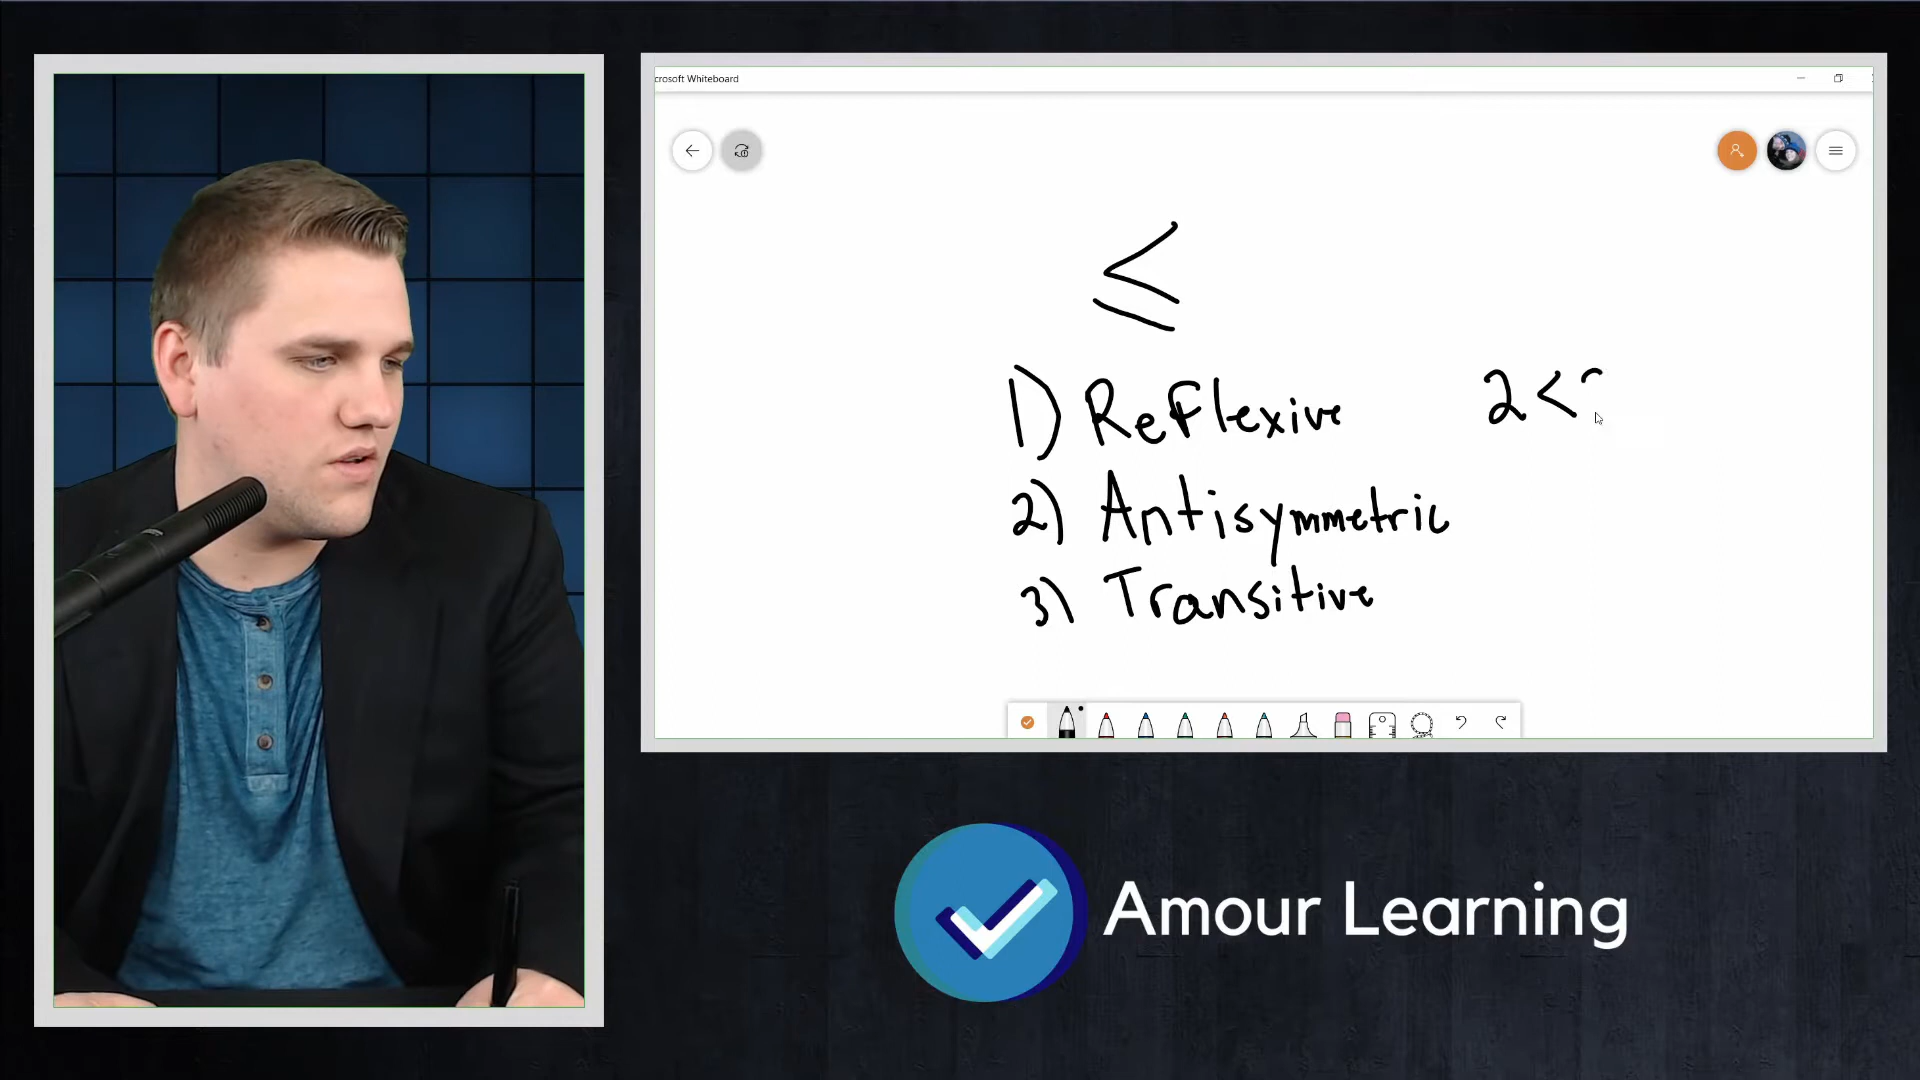 crosoft Whiteboard
≤
1) Reflexive 2 <
2) Antisymmetric
3) Transitive
Amour Learning